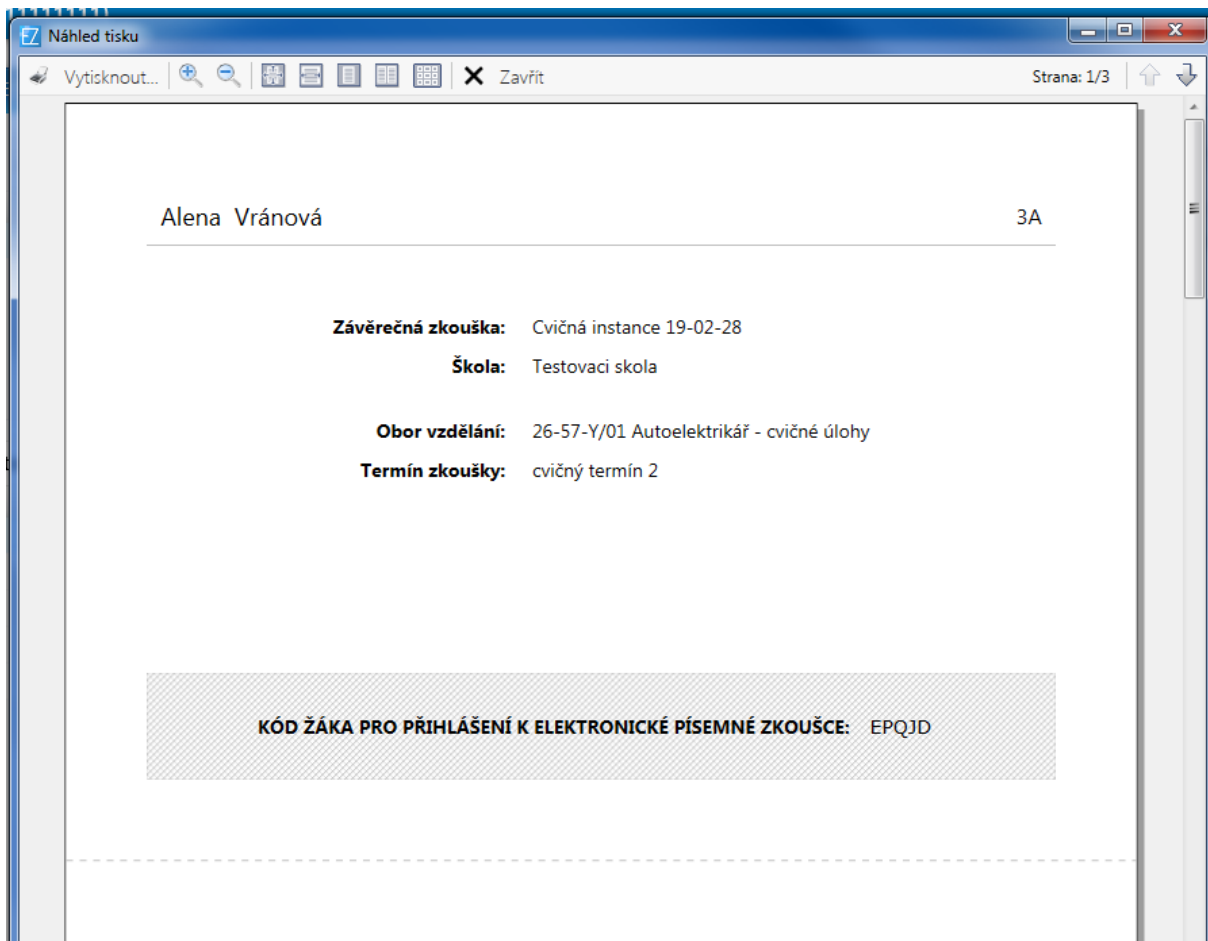 Náhled tisku
Vytisknout... Zavřít Strana: 1/3
Alena Vránová 3A
Závěrečná zkouška: Cvičná instance 19-02-28
Škola: Testovaci skola
Obor vzdělání: 26-57-Y/01 Autoelektrikář - cvičné úlohy
Termín zkoušky: cvičný termín 2
KÓD ŽÁKA PRO PŘIHLÁŠENÍ K ELEKTRONICKÉ PÍSEMNÉ ZKOUŠCE: EPQJD